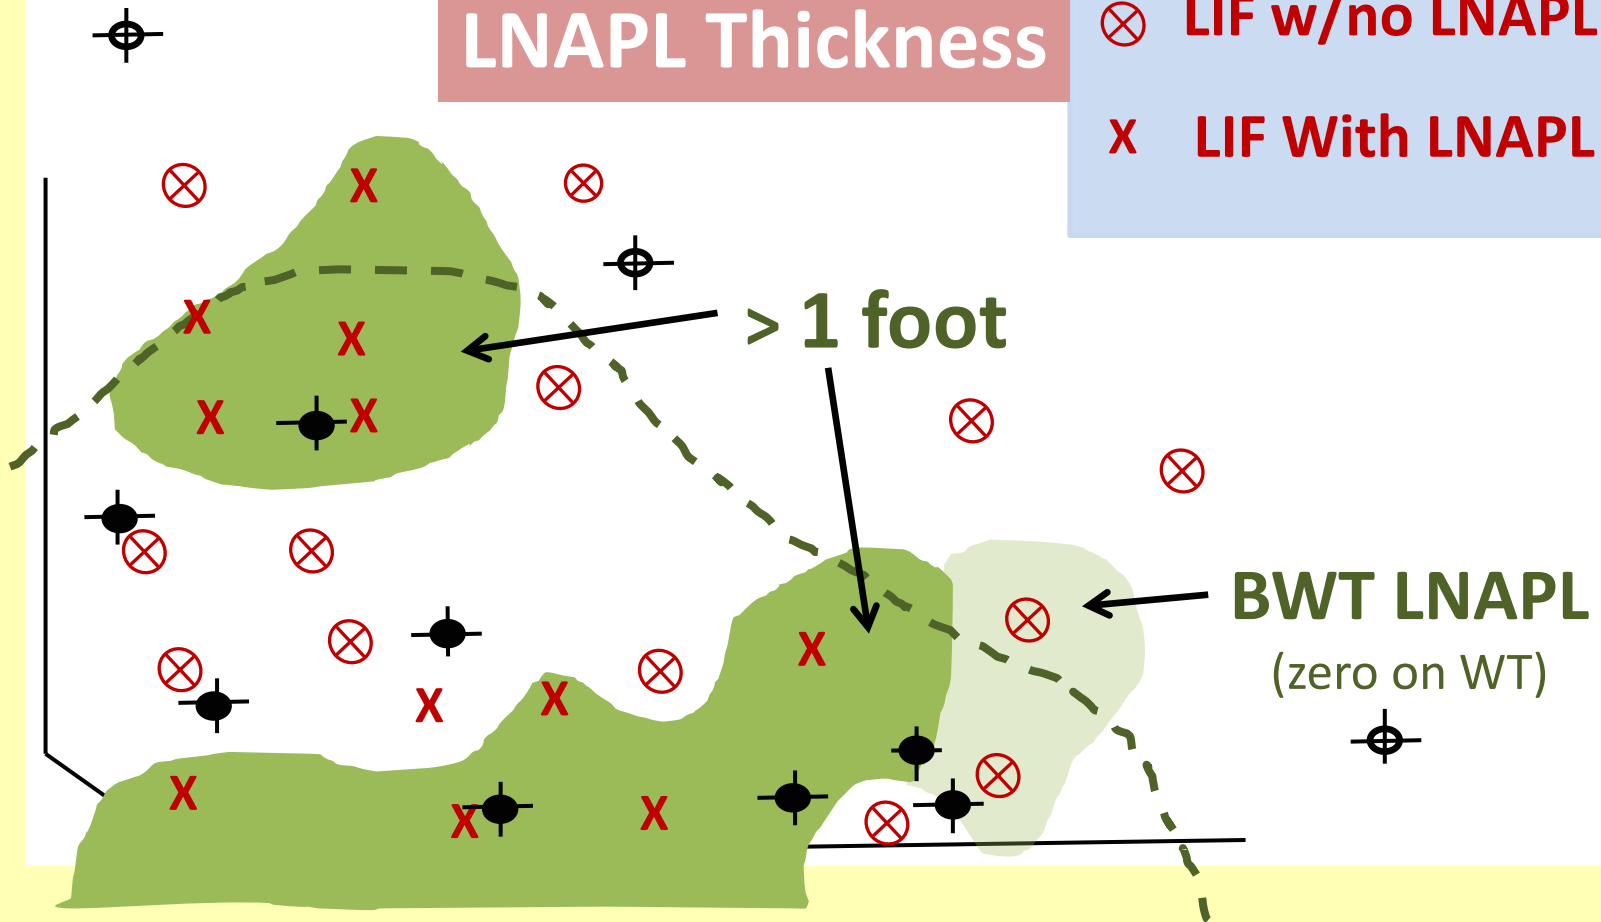 LNAPL Thickness
LIF w/no LNAPL
X LIF With LNAPL
X
X
> 1 foot
X
X
X
BWT LNAPL
(zero on WT)
X
X
X
X
X
X